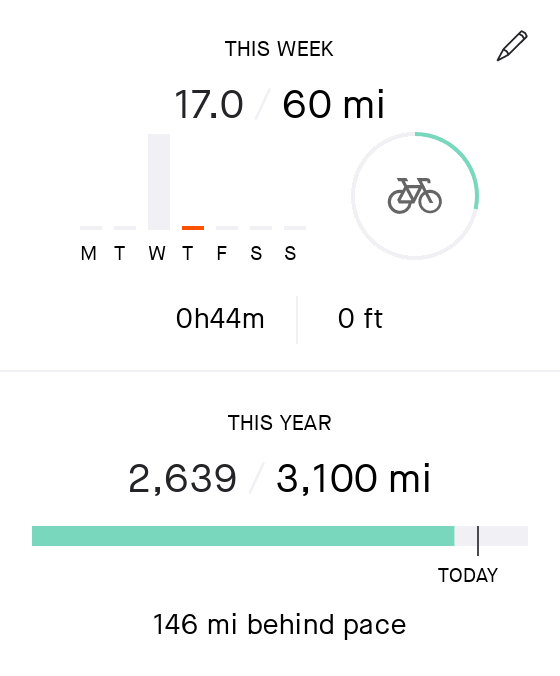 THIS WEEK
17.0 / 60 mi
M T W T F S S
0h44m 0 ft
THIS YEAR
2,639 / 3,100 mi
TODAY
146 mi behind pace